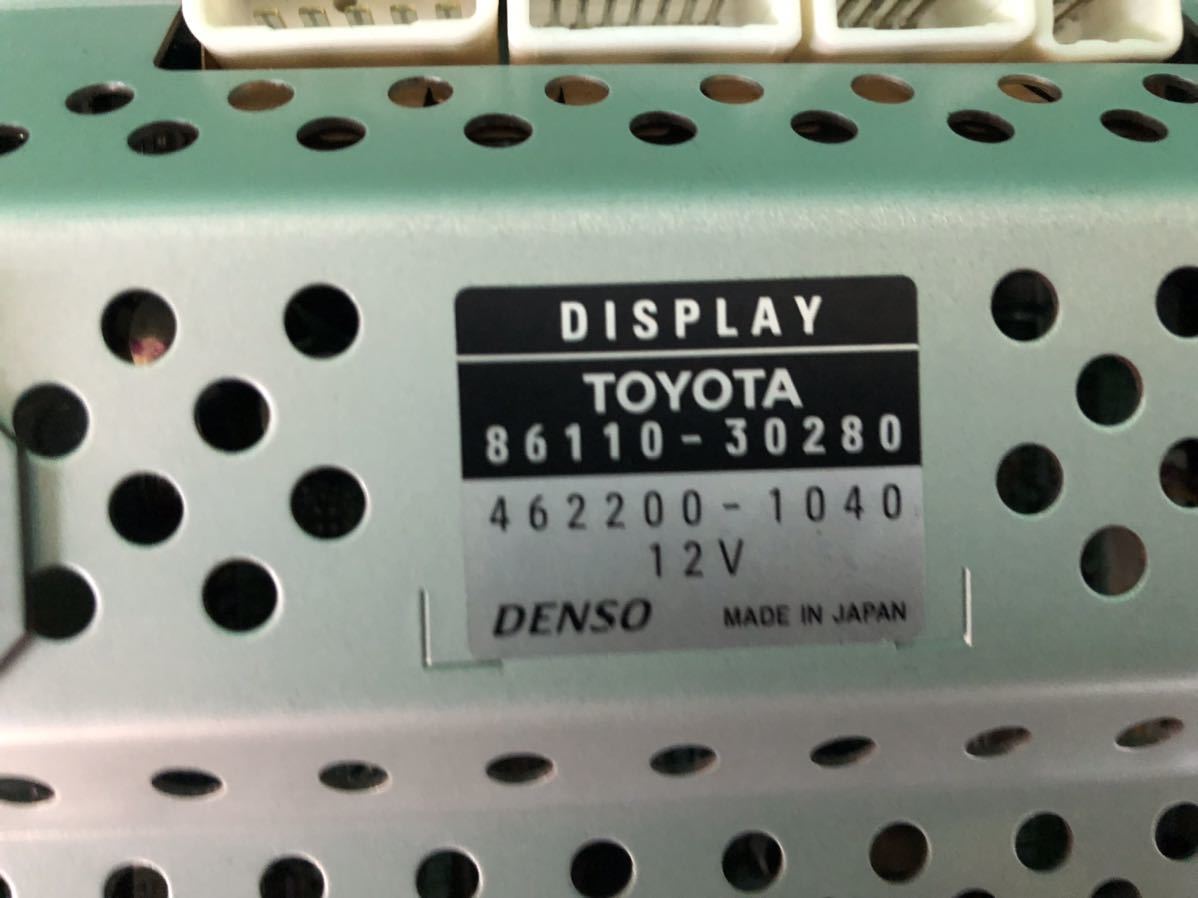 DISPLAY
TOYOTA
86110-30280
462200-1040
12V
DENSO MADE IN JAPAN